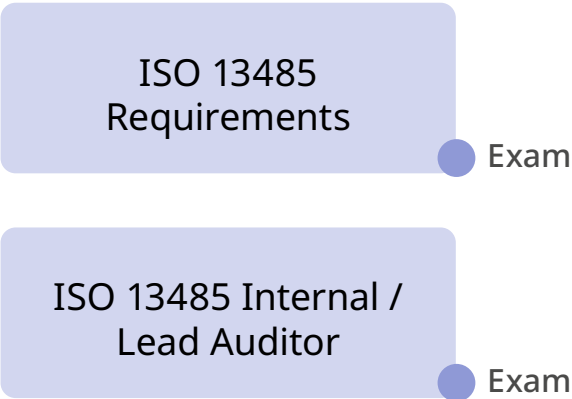 ISO 13485
Requirements
Exam
ISO 13485 Internal /
Lead Auditor
Exam